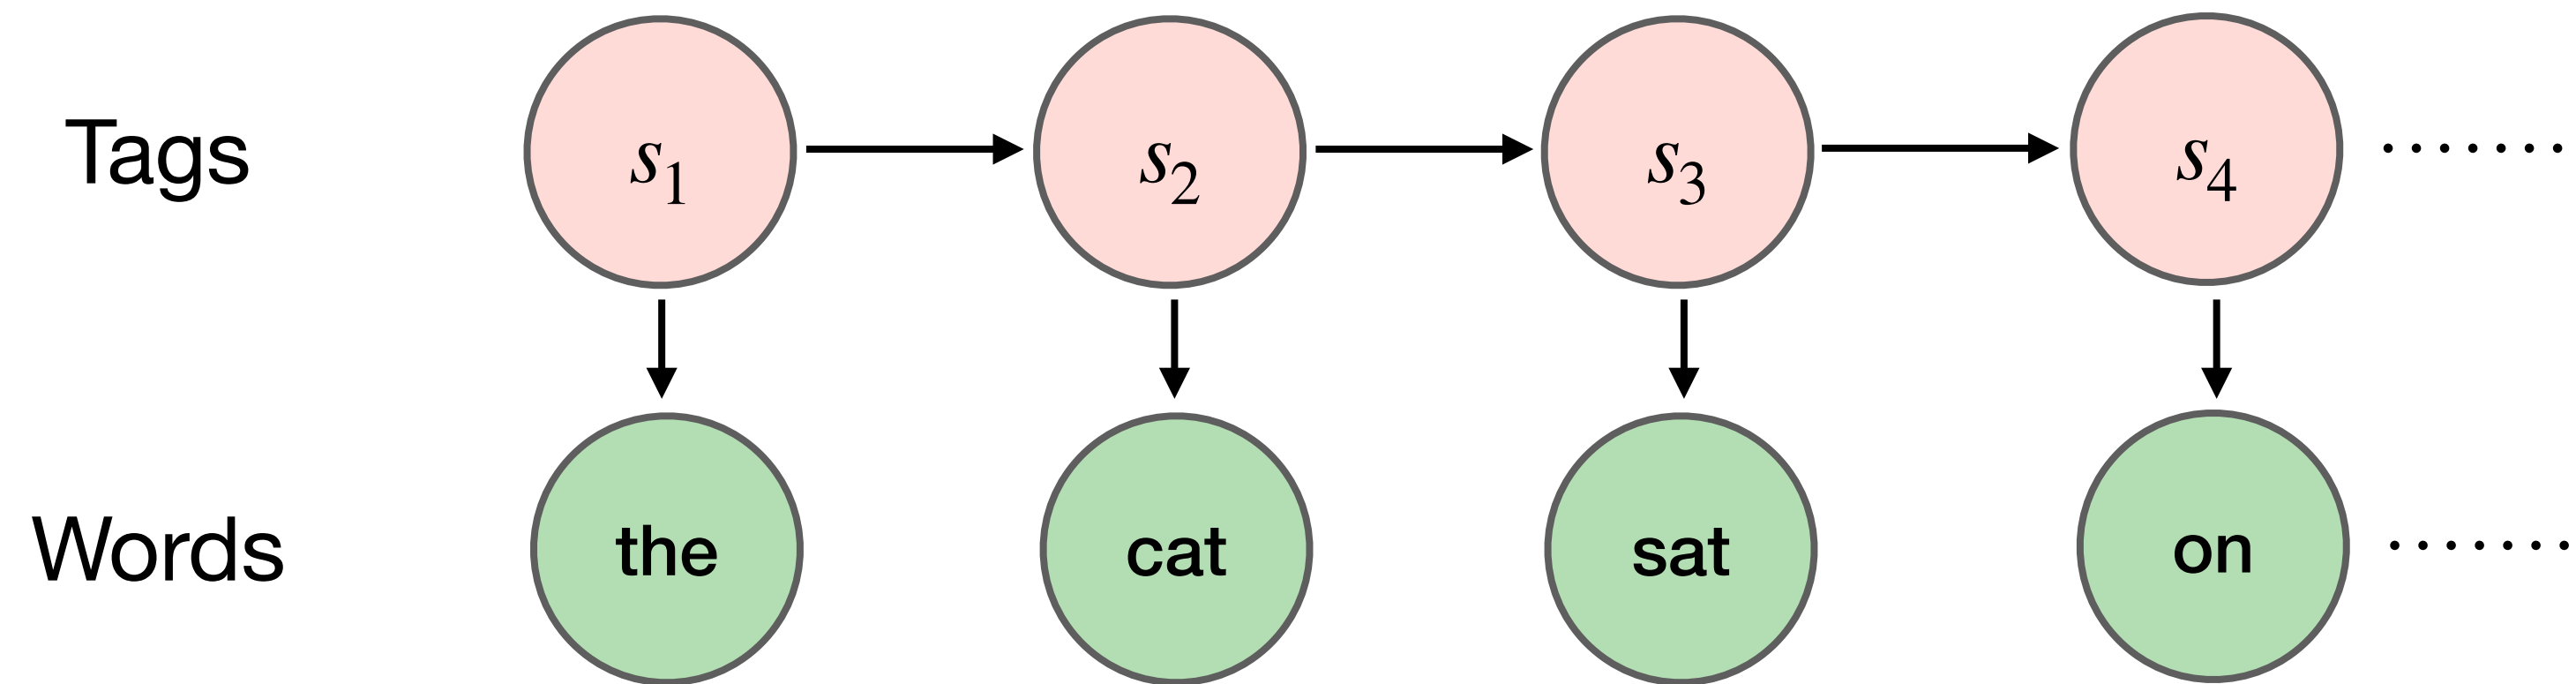 Tags s₁ s₂ s₃ s₄ .......
Words the cat sat on .......